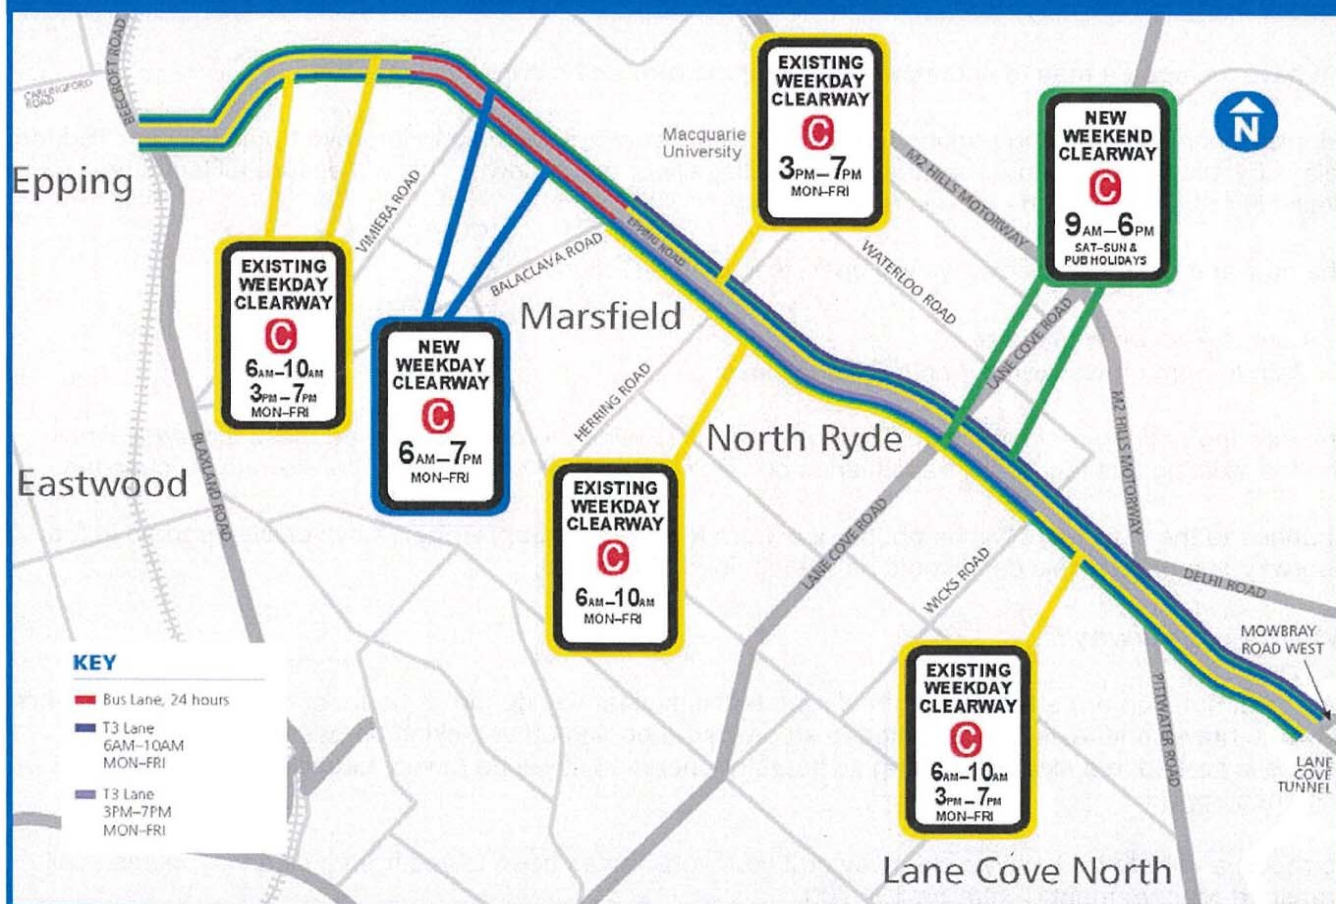 BEECROFT ROAD
CARLINGFORD
ROAD
Epping
Eastwood
BLAXLAND ROAD
VIMIERA ROAD
EXISTING
WEEKDAY
CLEARWAY
C
6AM–10AM
3PM–7PM
MON–FRI
NEW
WEEKDAY
CLEARWAY
C
6AM–7PM
MON–FRI
BALACLAVA ROAD
EPPING ROAD
Marsfield
HERRING ROAD
Macquarie
University
EXISTING
WEEKDAY
CLEARWAY
C
3PM–7PM
MON–FRI
EXISTING
WEEKDAY
CLEARWAY
C
6AM–10AM
MON–FRI
M2 HILLS MOTORWAY
WATERLOO ROAD
North Ryde
LANE COVE ROAD
NEW
WEEKEND
CLEARWAY
C
9AM–6PM
SAT–SUN &
PUB HOLIDAYS
N
LANE COVE ROAD
M2 HILLS MOTORWAY
WICKS ROAD
DELHI ROAD
EXISTING
WEEKDAY
CLEARWAY
C
6AM–10AM
3PM–7PM
MON–FRI
MOWBRAY
ROAD WEST
PITTWATER ROAD
LANE
COVE
TUNNEL
Lane Cove North
KEY
Bus Lane, 24 hours
T3 Lane
6AM–10AM
MON–FRI
T3 Lane
3PM–7PM
MON–FRI